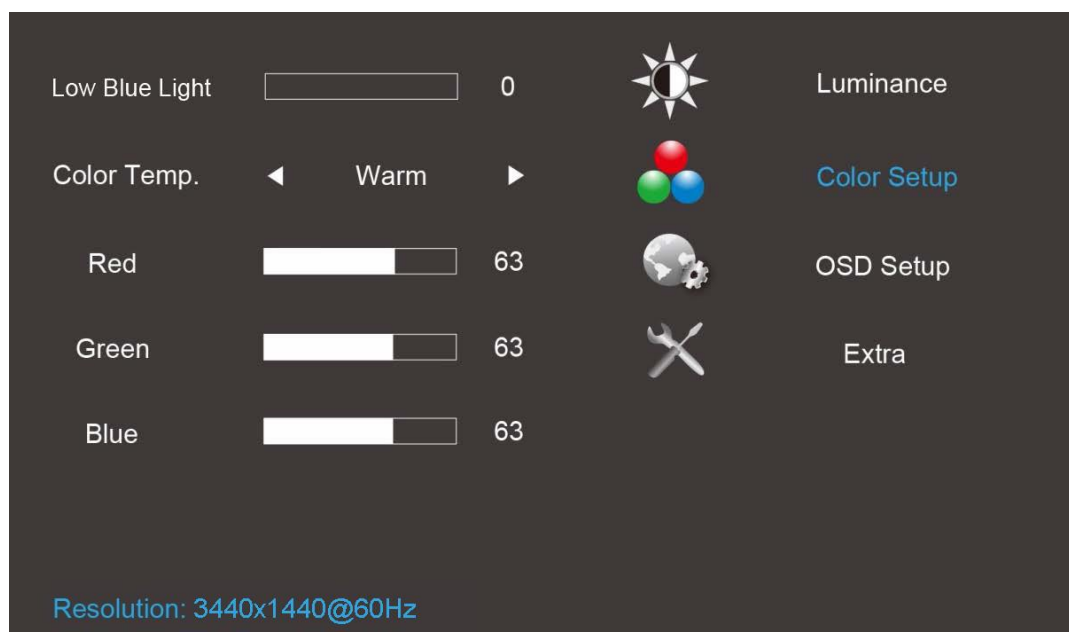 Low Blue Light 0 Luminance
Color Temp. Warm Color Setup
Red 63 OSD Setup
Green 63 Extra
Blue 63
Resolution: 3440x1440@60Hz